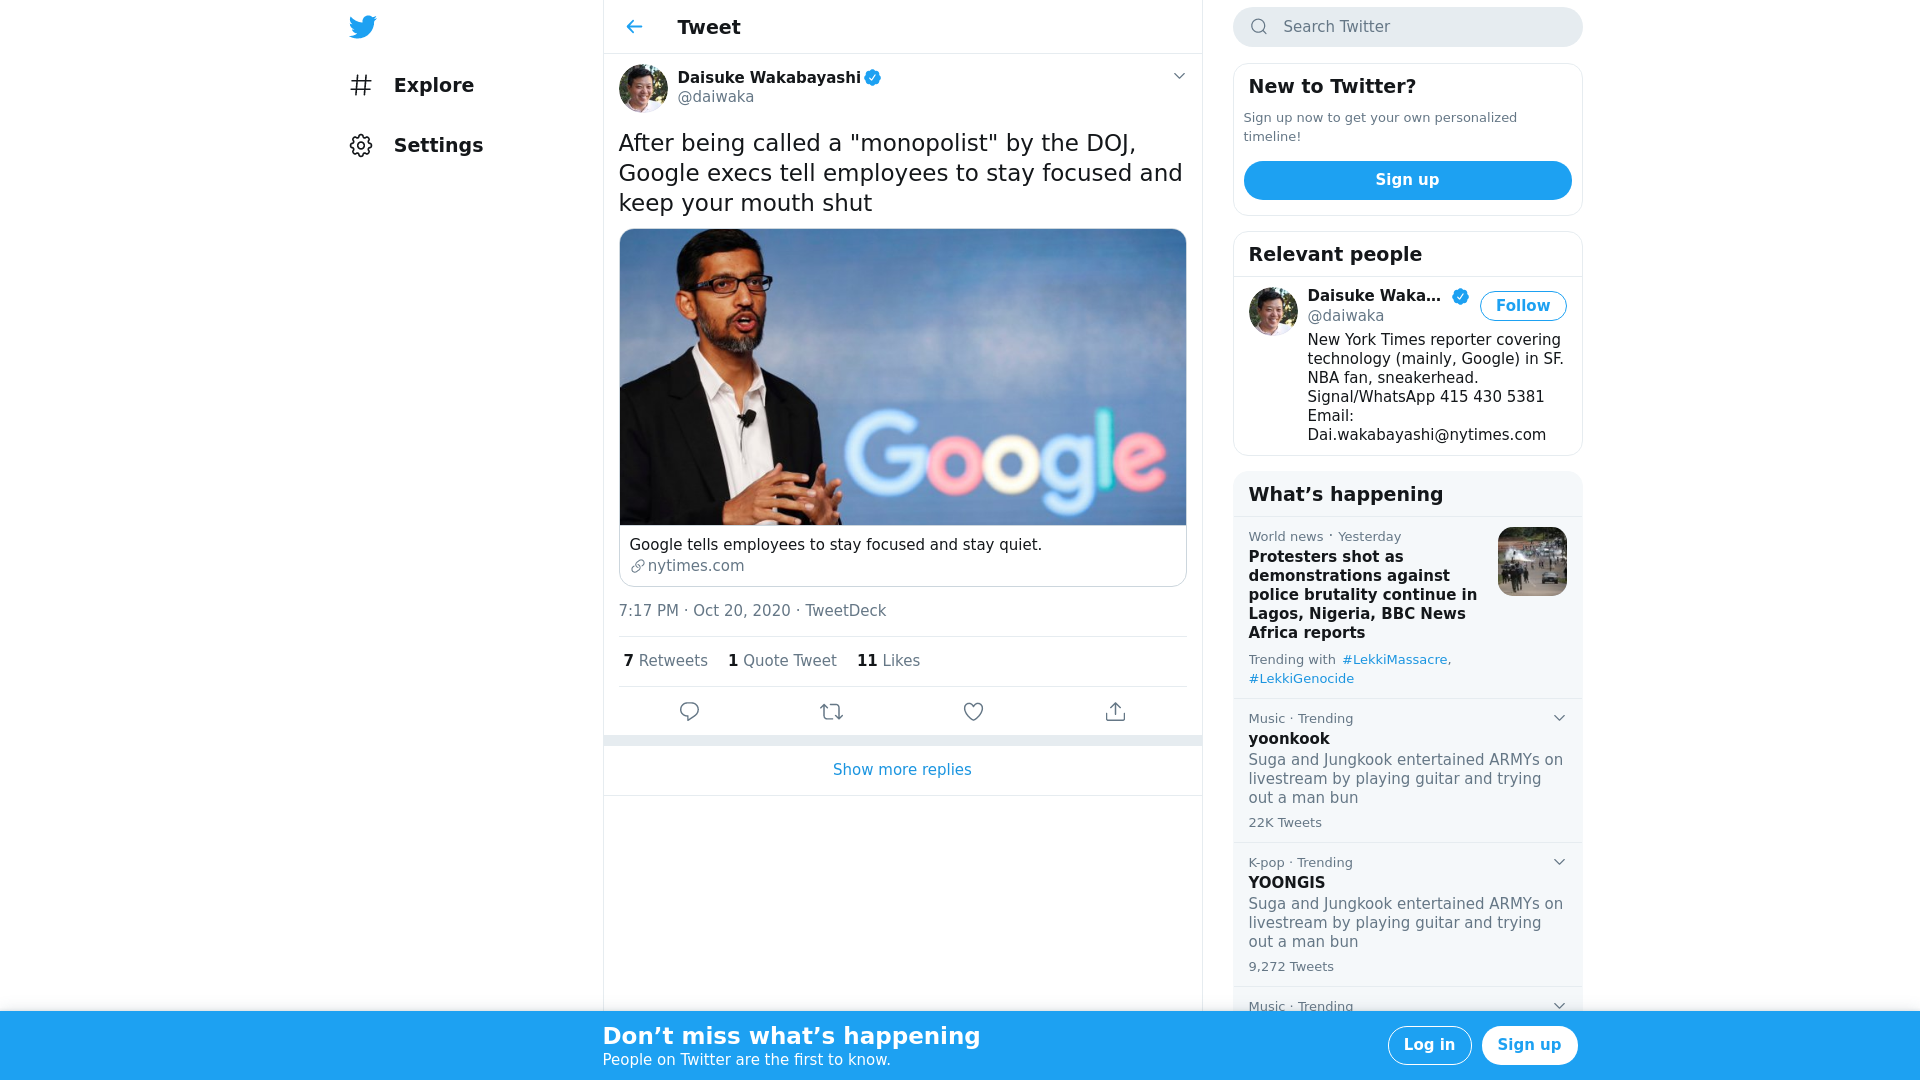 Explore
Settings
Tweet
Daisuke Wakabayashi
@daiwaka
After being called a "monopolist" by the DOJ,
Google execs tell employees to stay focused and
keep your mouth shut
Google
Google tells employees to stay focused and stay quiet.
nytimes.com
7:17 PM · Oct 20, 2020 · TweetDeck
7 Retweets 1 Quote Tweet 11 Likes
Show more replies
Search Twitter
New to Twitter?
Sign up now to get your own personalized
timeline!
Sign up
Relevant people
Daisuke Waka...
@daiwaka
Follow
New York Times reporter covering
technology (mainly, Google) in SF.
NBA fan, sneakerhead.
Signal/WhatsApp 415 430 5381
Email:
Dai.wakabayashi@nytimes.com
What’s happening
World news · Yesterday
Protesters shot as
demonstrations against
police brutality continue in
Lagos, Nigeria, BBC News
Africa reports
Trending with #LekkiMassacre,
#LekkiGenocide
Music · Trending
yoonkook
Suga and Jungkook entertained ARMYs on
livestream by playing guitar and trying
out a man bun
22K Tweets
K-pop · Trending
YOONGIS
Suga and Jungkook entertained ARMYs on
livestream by playing guitar and trying
out a man bun
9,272 Tweets
Music · Trending
Don’t miss what’s happening
People on Twitter are the first to know.
Log in
Sign up